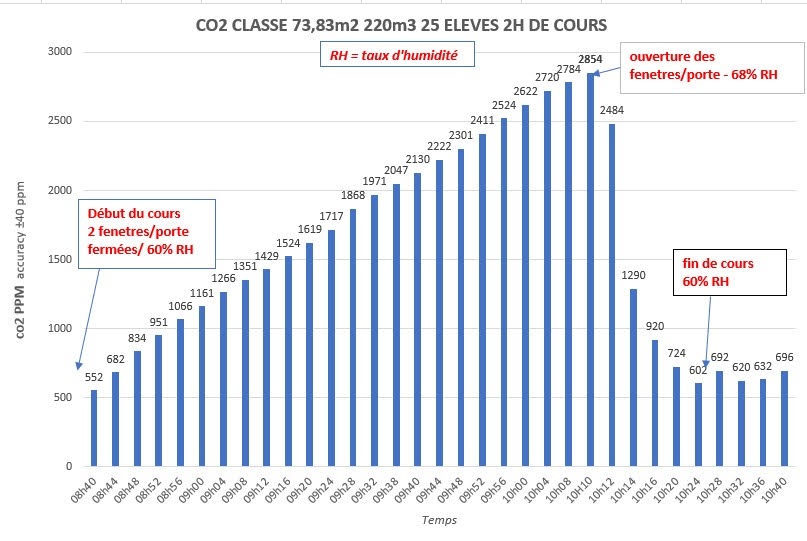 CO2 CLASSE 73,83m2 220m3 25 ELEVES 2H DE COURS
RH = taux d'humidité
ouverture des
fenetres/porte - 68% RH
Début du cours
2 fenetres/porte
fermées/ 60% RH
fin de cours
60% RH
co2 PPM accuracy ±40 ppm
3000
2500
2000
1500
1000
500
0
552
682
834
951
1066
1161
1266
1351
1429
1524
1619
1717
1868
1971
2047
2130
2222
2301
2411
2524
2622
2720
2784
2854
2484
1290
920
724
602
692
620
632
696
08h40
08h44
08h48
08h52
08h56
09h00
09h04
09h08
09h12
09h16
09h20
09h24
09h28
09h32
09h38
09h40
09h44
09h48
09h52
09h56
10h00
10h04
10h08
10H10
10h12
10h14
10h16
10h20
10h24
10h28
10h32
10h36
10h40
Temps